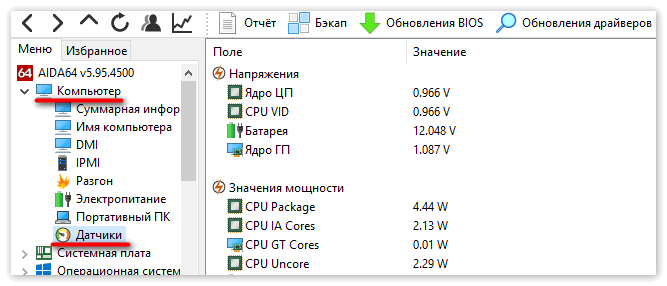 Отчёт Бэкап Обновления BIOS Обновления драйверов
Меню Избранное
Поле Значение
64 AIDA64 v5.95.4500
Компьютер
Суммарная инфор
Имя компьютера
DMI
IPMI
Разгон
Электропитание
Портативный ПК
Датчики
Системная плата
Операционная систем
Напряжения
Ядро ЦП 0.966 V
CPU VID 0.966 V
Батарея 12.048 V
Ядро ГП 1.087 V
Значения мощности
CPU Package 4.44 W
CPU IA Cores 2.13 W
CPU GT Cores 0.01 W
CPU Uncore 2.29 W